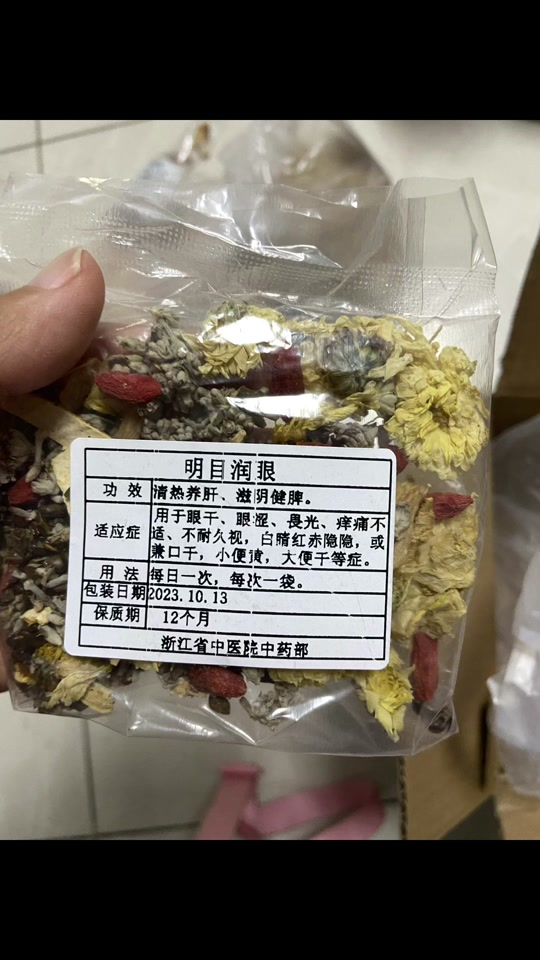 明目润眼
功 效 清热养肝、滋阴健脾。
适应症 用于眼干、眼涩、畏光、痒痛不
适、不耐久视，白睛红赤隐隐，或
兼口干，小便黄，大便干等症。
用 法 每日一次，每次一袋。
包装日期 2023.10.13
保质期 12个月
浙江省中医院中药部